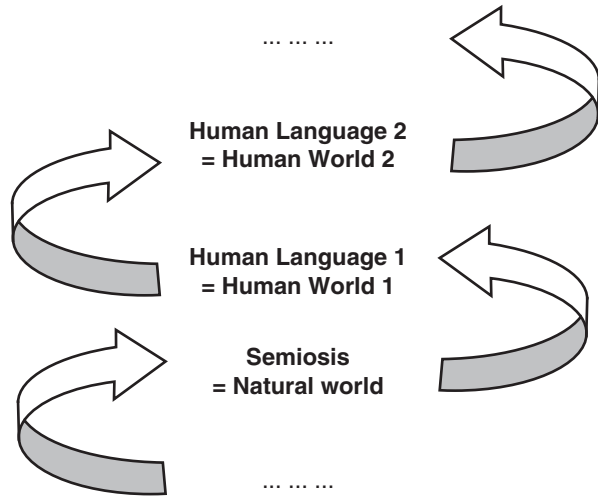 ... ... ...
Human Language 2
= Human World 2
Human Language 1
= Human World 1
Semiosis
= Natural world
... ... ...